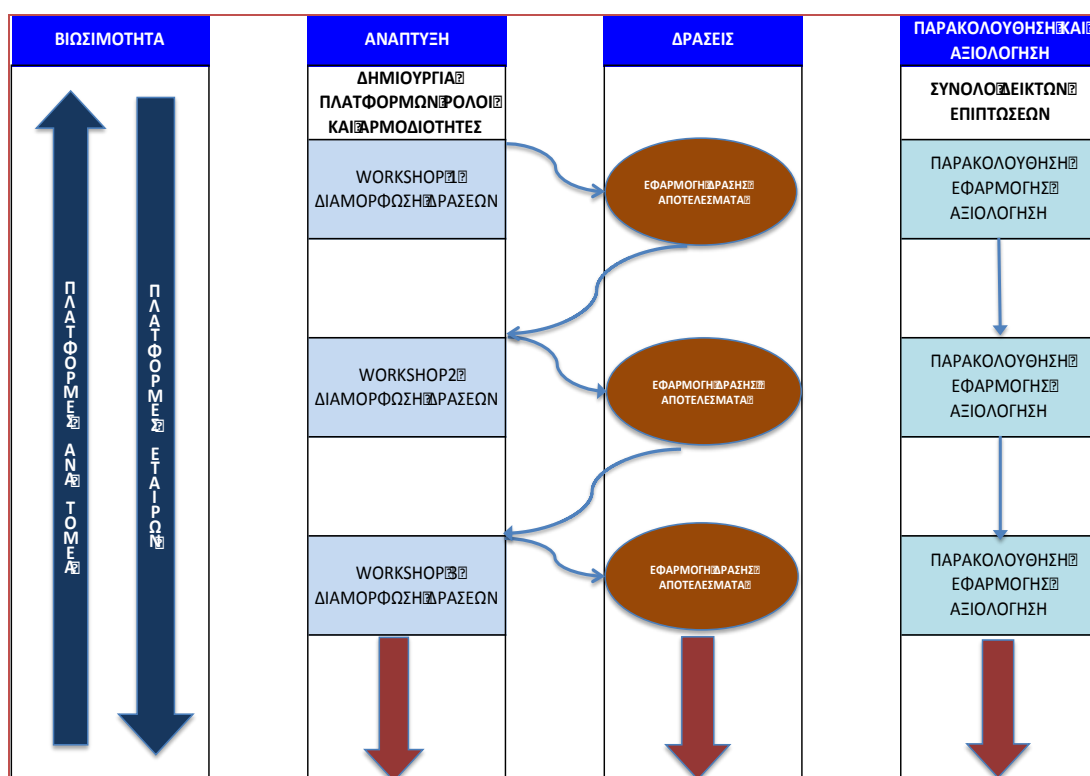 ΒΙΩΣΙΜΟΤΗΤΑ
ΠΛΑΤΦΟΡΜΕΣ ΑΝΑ ΤΟΜΕΑ
ΠΛΑΤΦΟΡΜΕΣ ΕΤΑΙΡΩΝ
ΑΝΑΠΤΥΞΗ
ΔΗΜΙΟΥΡΓΙΑ
ΠΛΑΤΦΟΡΜΩΝ ΡΟΛΟΙ
ΚΑΙ ΑΡΜΟΔΙΟΤΗΤΕΣ
WORKSHOP 1
ΔΙΑΜΟΡΦΩΣΗ ΔΡΑΣΕΩΝ
WORKSHOP2
ΔΙΑΜΟΡΦΩΣΗ ΔΡΑΣΕΩΝ
WORKSHOP 3
ΔΙΑΜΟΡΦΩΣΗ ΔΡΑΣΕΩΝ
ΔΡΑΣΕΙΣ
ΕΦΑΡΜΟΓΗ ΔΡΑΣΗΣ
ΑΠΟΤΕΛΕΣΜΑΤΑ
ΕΦΑΡΜΟΓΗ ΔΡΑΣΗΣ
ΑΠΟΤΕΛΕΣΜΑΤΑ
ΕΦΑΡΜΟΓΗ ΔΡΑΣΗΣ
ΑΠΟΤΕΛΕΣΜΑΤΑ
ΠΑΡΑΚΟΛΟΥΘΗΣΗ ΚΑΙ
ΑΞΙΟΛΟΓΗΣΗ
ΣΥΝΟΛΟ ΔΕΙΚΤΩΝ
ΕΠΙΠΤΩΣΕΩΝ
ΠΑΡΑΚΟΛΟΥΘΗΣΗ
ΕΦΑΡΜΟΓΗΣ
ΑΞΙΟΛΟΓΗΣΗ
ΠΑΡΑΚΟΛΟΥΘΗΣΗ
ΕΦΑΡΜΟΓΗΣ
ΑΞΙΟΛΟΓΗΣΗ
ΠΑΡΑΚΟΛΟΥΘΗΣΗ
ΕΦΑΡΜΟΓΗΣ
ΑΞΙΟΛΟΓΗΣΗ